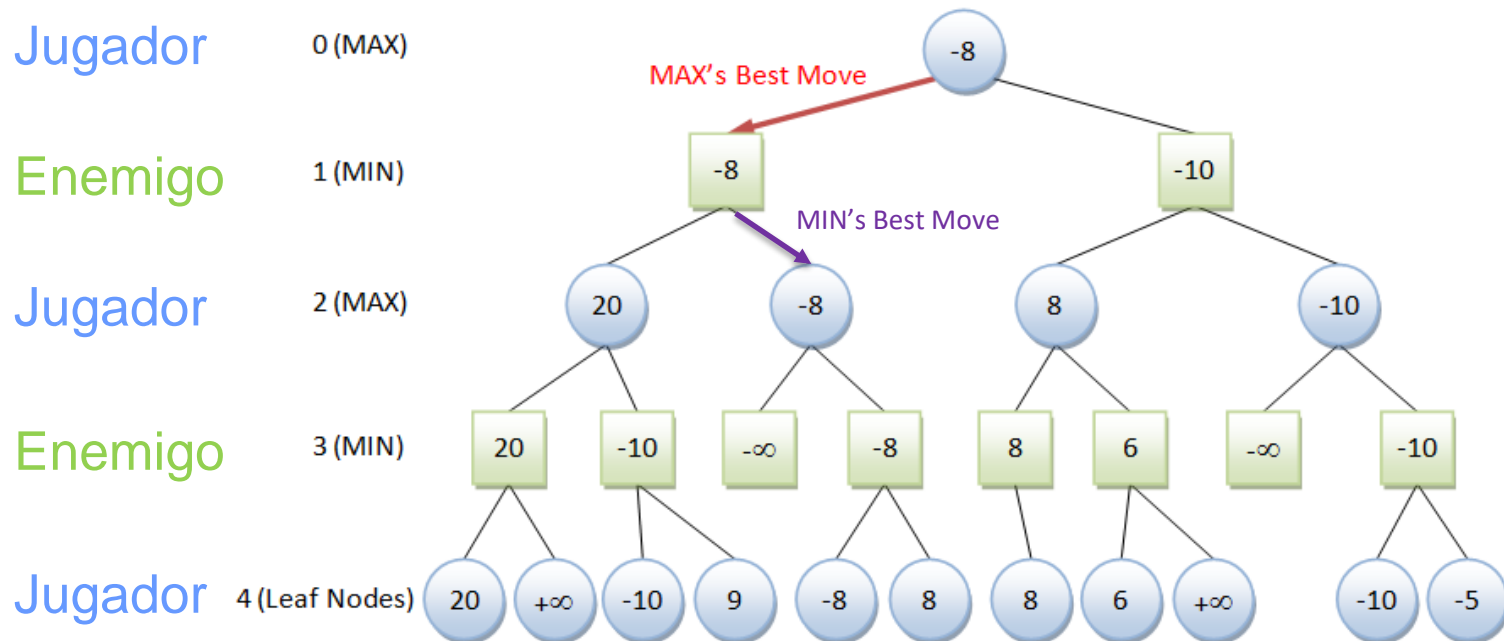 Jugador 0 (MAX) -8
MAX's Best Move
Enemigo 1 (MIN) -8 -10
MIN's Best Move
Jugador 2 (MAX) 20 -8 8 -10
Enemigo 3 (MIN) 20 -10 -∞ -8 8 6 -∞ -10
Jugador 4 (Leaf Nodes) 20 +∞ -10 9 -8 8 8 6 +∞ -10 -5